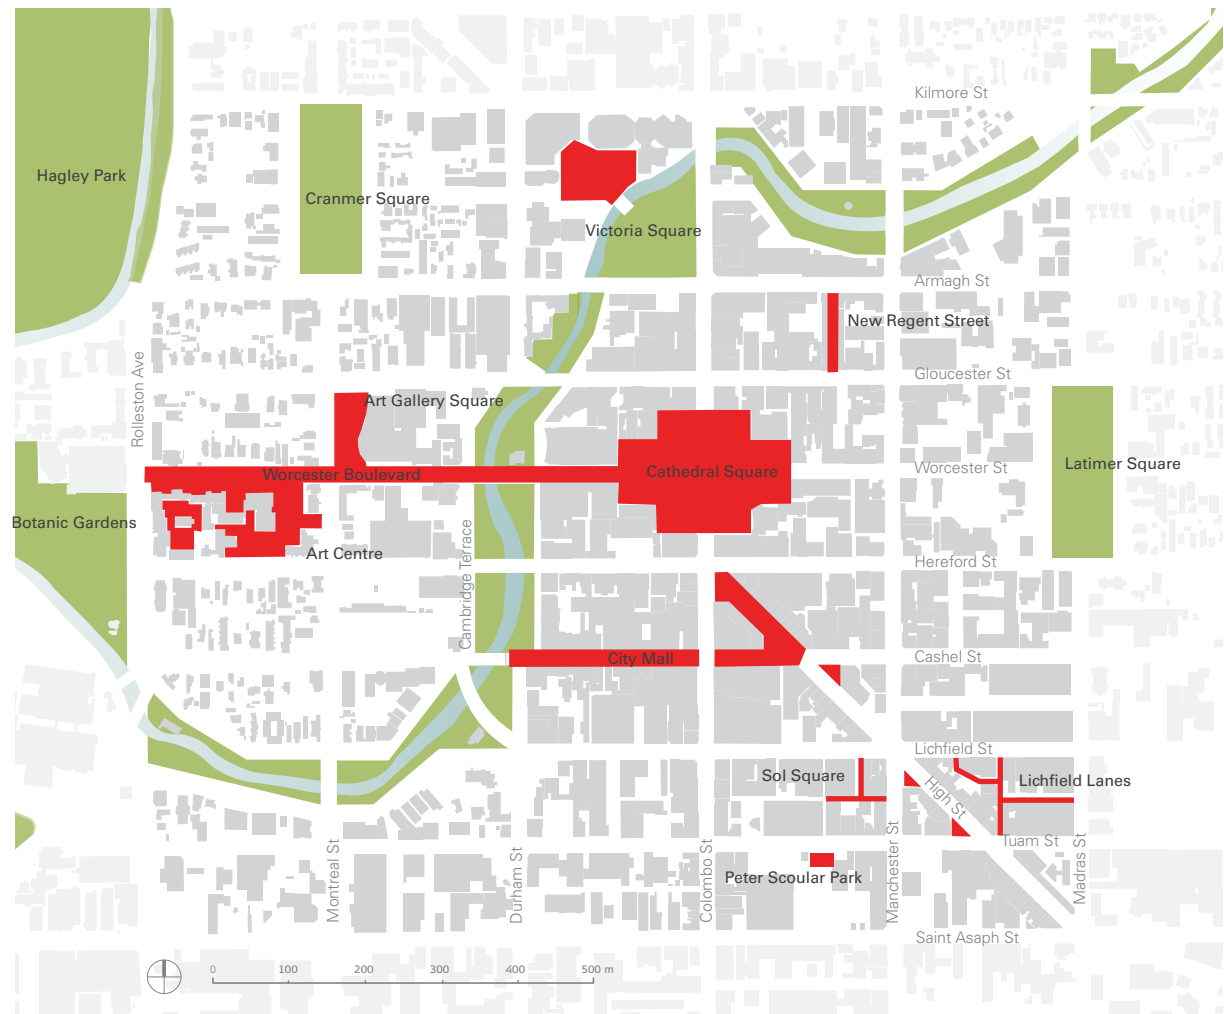 Kilmore St
Hagley Park
Cranmer Square
Victoria Square
Armagh St
New Regent Street
Rolleston Ave
Gloucester St
Art Gallery Square
Worcester Boulevard
Cathedral Square
Worcester St
Latimer Square
Botanic Gardens
Art Centre
Cambridge Terrace
Hereford St
City Mall
Cashel St
Lichfield St
Sol Square
High St
Lichfield Lanes
Tuam St
Montreal St
Durham St
Colombo St
Peter Scoular Park
Manchester St
Madras St
Saint Asaph St
0 100 200 300 400 500 m